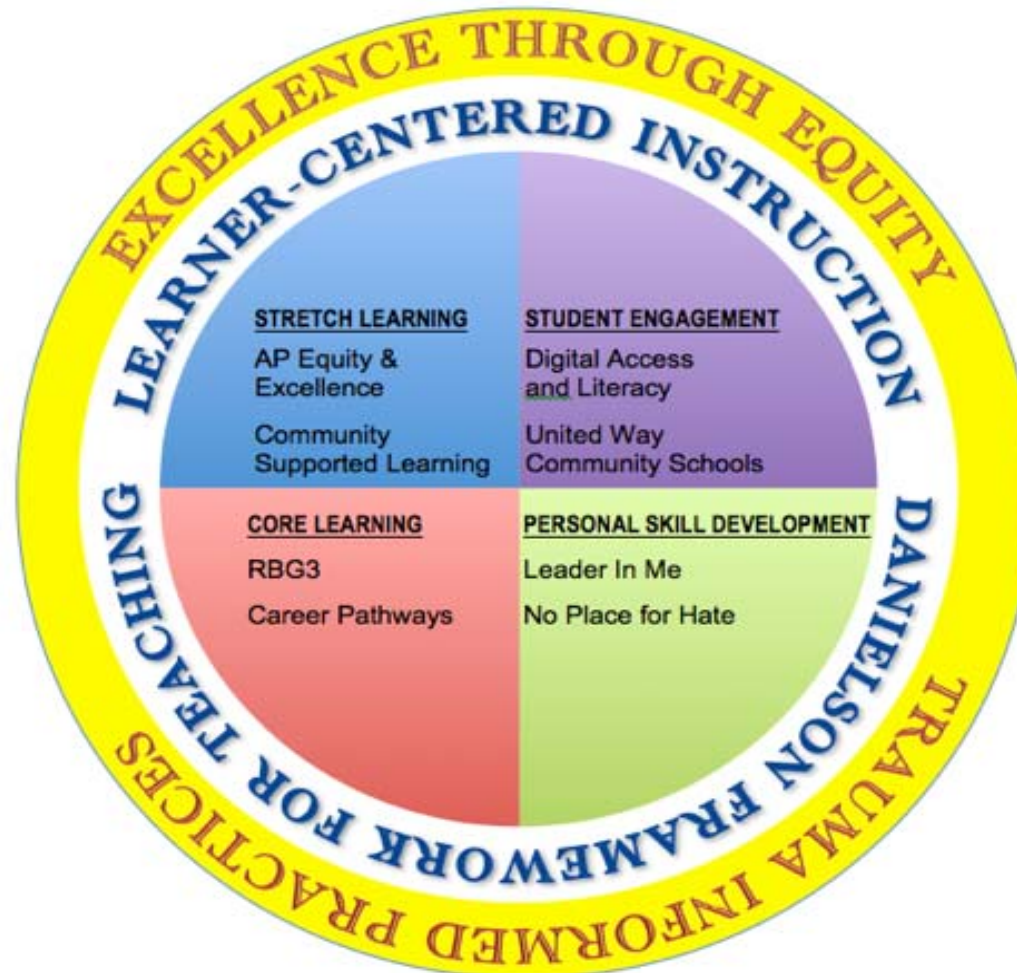 EXCELLENCE THROUGH EQUITY
TRAUMA INFORMED PRACTICES
LEARNER-CENTERED INSTRUCTION
DANIELSON FRAMEWORK FOR TEACHING
STRETCH LEARNING
AP Equity &
Excellence
Community
Supported Learning
STUDENT ENGAGEMENT
Digital Access
and Literacy
United Way
Community Schools
CORE LEARNING
RBG3
Career Pathways
PERSONAL SKILL DEVELOPMENT
Leader In Me
No Place for Hate